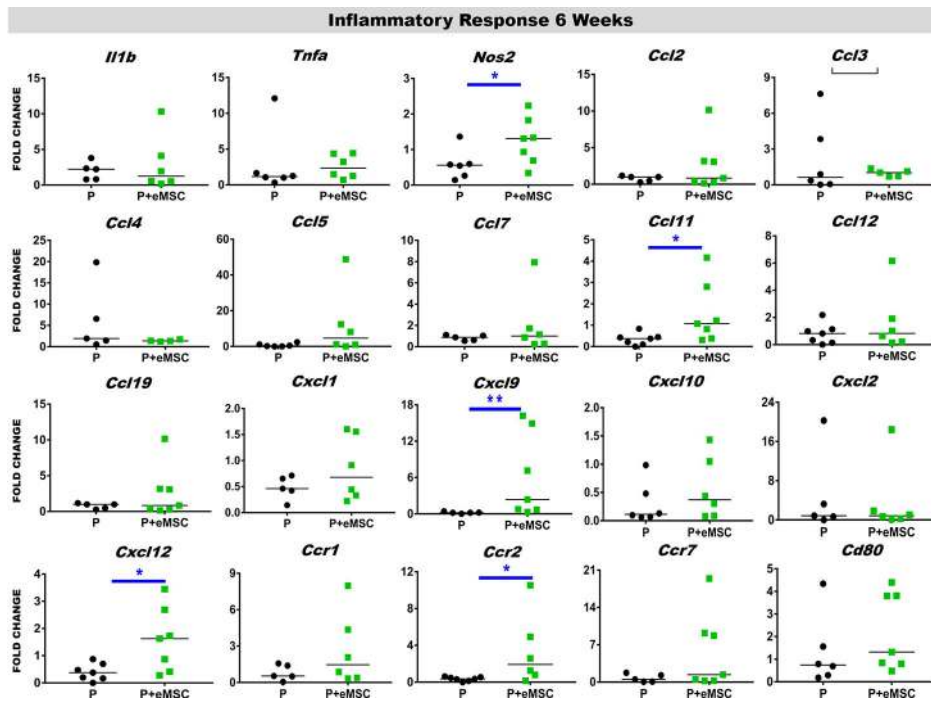 Inflammatory Response 6 Weeks
Il1b Tnfa Nos2 Ccl2 Ccl3
FOLD CHANGE
15 10 5 0
15 10 5 0
3 2 1 0
*
15 10 5 0
9 6 3 0
P P+eMSC P P+eMSC P P+eMSC P P+eMSC P P+eMSC
Ccl4 Ccl5 Ccl7 Ccl11 Ccl12
FOLD CHANGE
25 20 15 10 5 0
60 40 20 0
10 8 6 4 2 0
5 4 3 2 1 0
*
8 6 4 2 0
P P+eMSC P P+eMSC P P+eMSC P P+eMSC P P+eMSC
Ccl19 Cxcl1 Cxcl9 Cxcl10 Cxcl2
FOLD CHANGE
15 10 5 0
2.0 1.5 1.0 0.5 0.0
18 12 6 0
**
2.0 1.5 1.0 0.5 0.0
24 16 8 0
P P+eMSC P P+eMSC P P+eMSC P P+eMSC P P+eMSC
Cxcl12 Ccr1 Ccr2 Ccr7 Cd80
FOLD CHANGE
4 3 2 1 0
*
9 6 3 0
12 8 4 0
*
21 14 7 0
5 4 3 2 1 0
P P+eMSC P P+eMSC P P+eMSC P P+eMSC P P+eMSC